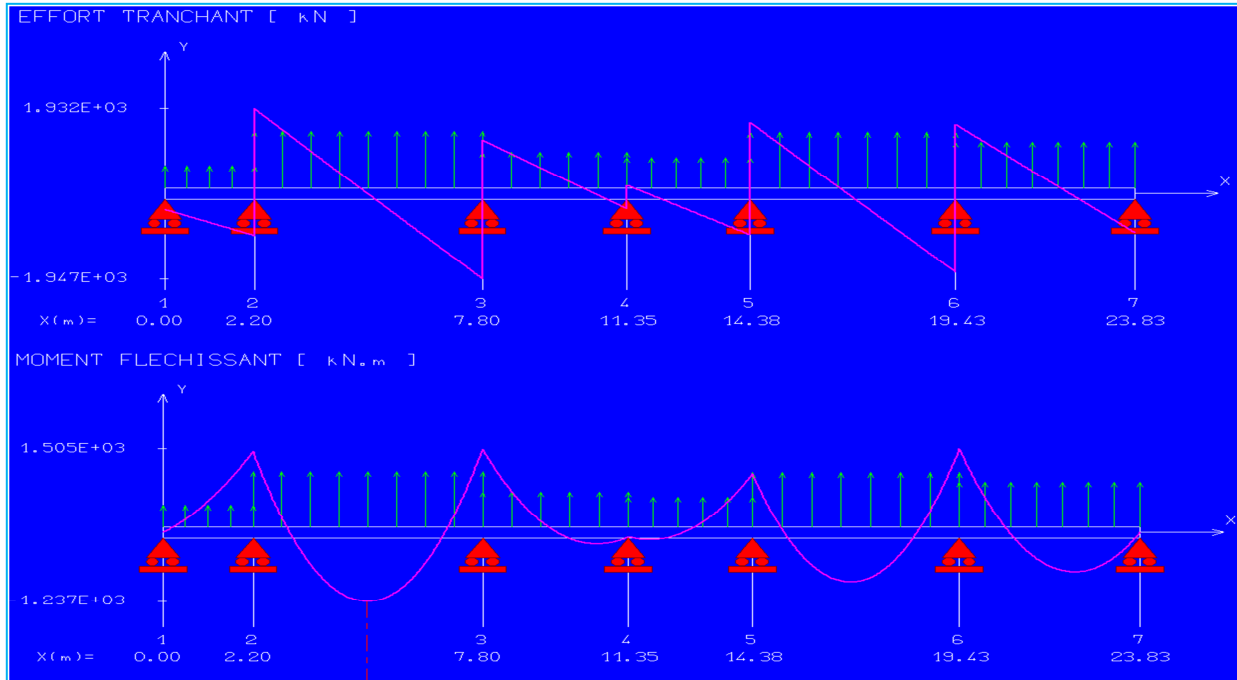 EFFORT TRANCHANT [ kN ]
Y
1.932E+03
X
-1.947E+03
1 2 3 4 5 6 7
X(m)= 0.00 2.20 7.80 11.35 14.38 19.43 23.83
MOMENT FLECHISSANT [ kN.m ]
Y
1.505E+03
X
1.237E+03
1 2 3 4 5 6 7
X(m)= 0.00 2.20 7.80 11.35 14.38 19.43 23.83